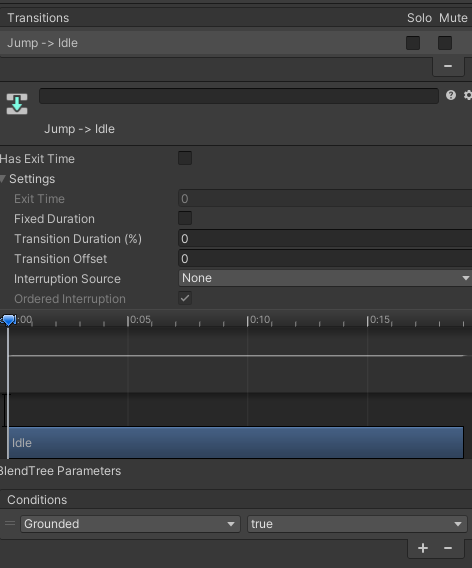 Transitions Solo Mute
Jump -> Idle
Jump -> Idle
Has Exit Time
Settings
Exit Time 0
Fixed Duration
Transition Duration (%) 0
Transition Offset 0
Interruption Source None
Ordered Interruption
:00 0:05 0:10 0:15
Idle
BlendTree Parameters
Conditions
Grounded true